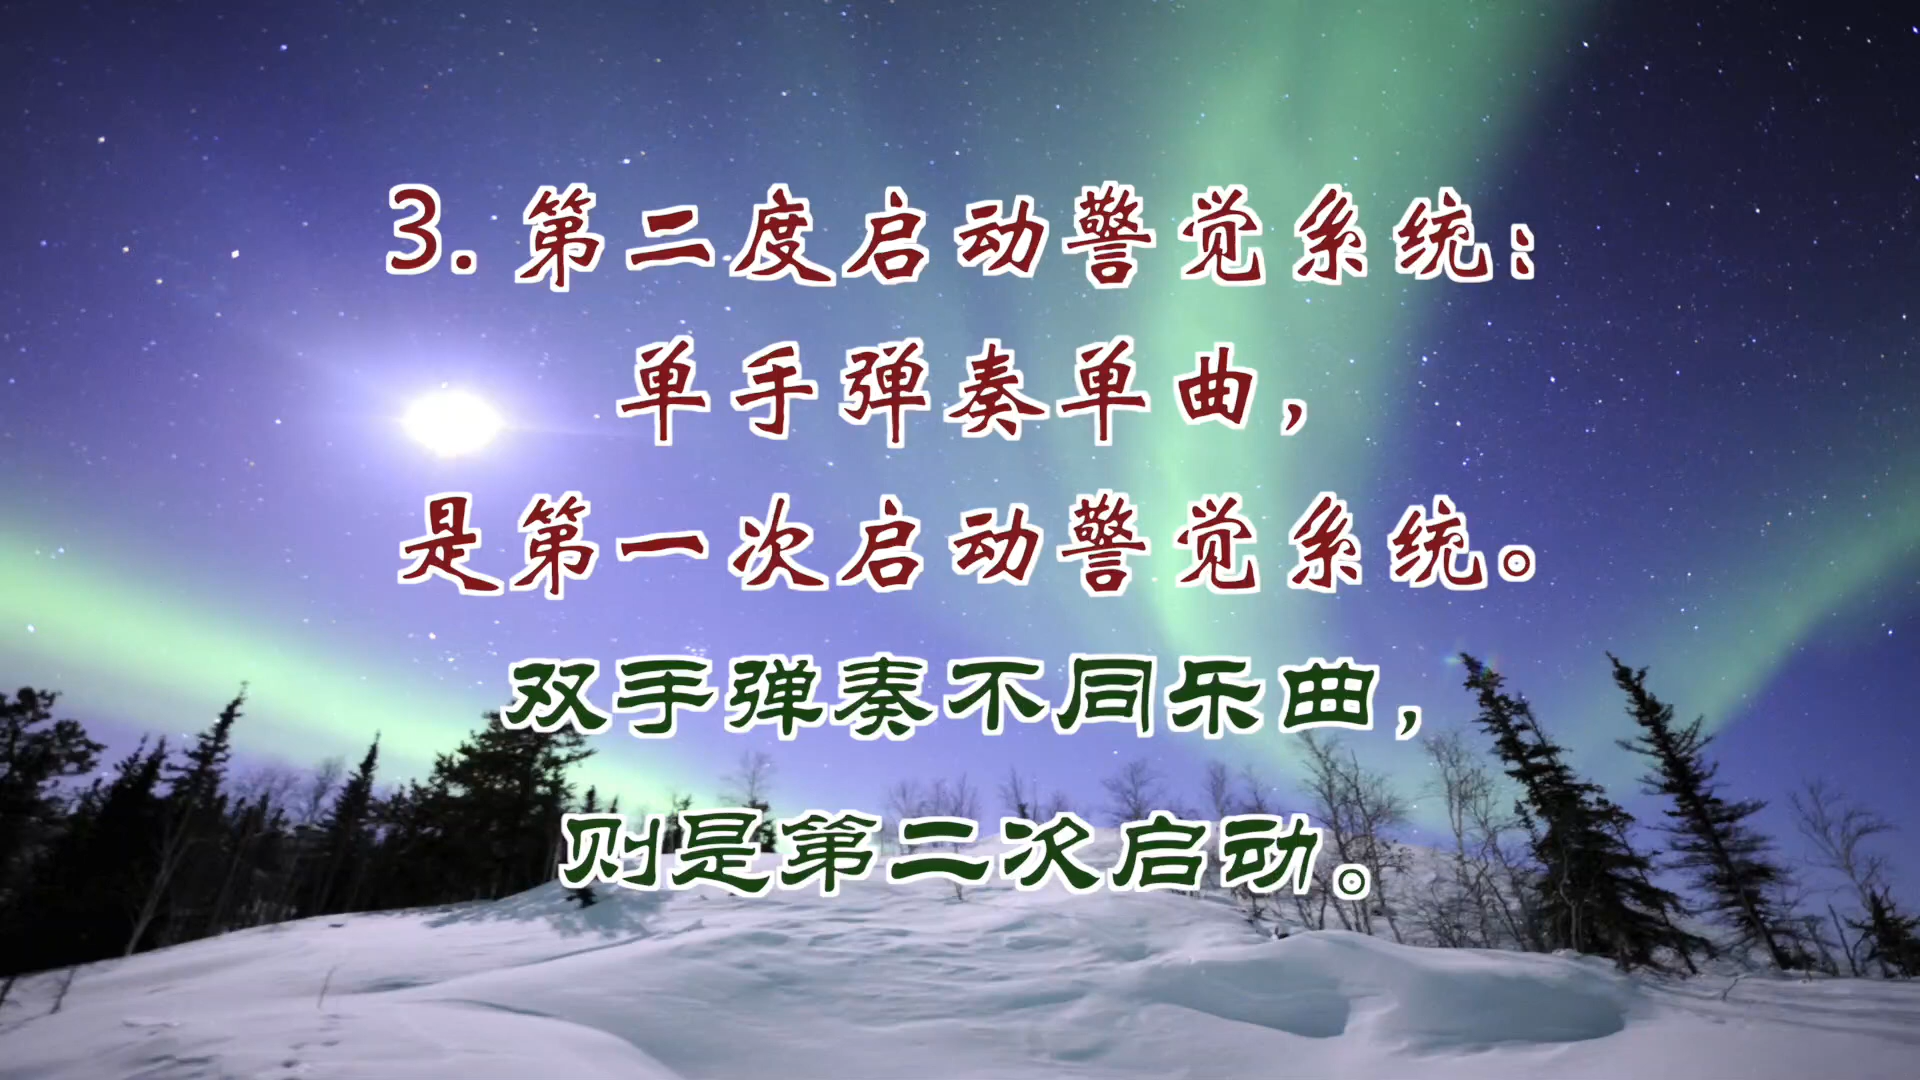 3.第二度启动警觉系统:
单手弹奏单曲,
是第一次启动警觉系统。
双手弹奏不同乐曲,
则是第二次启动。